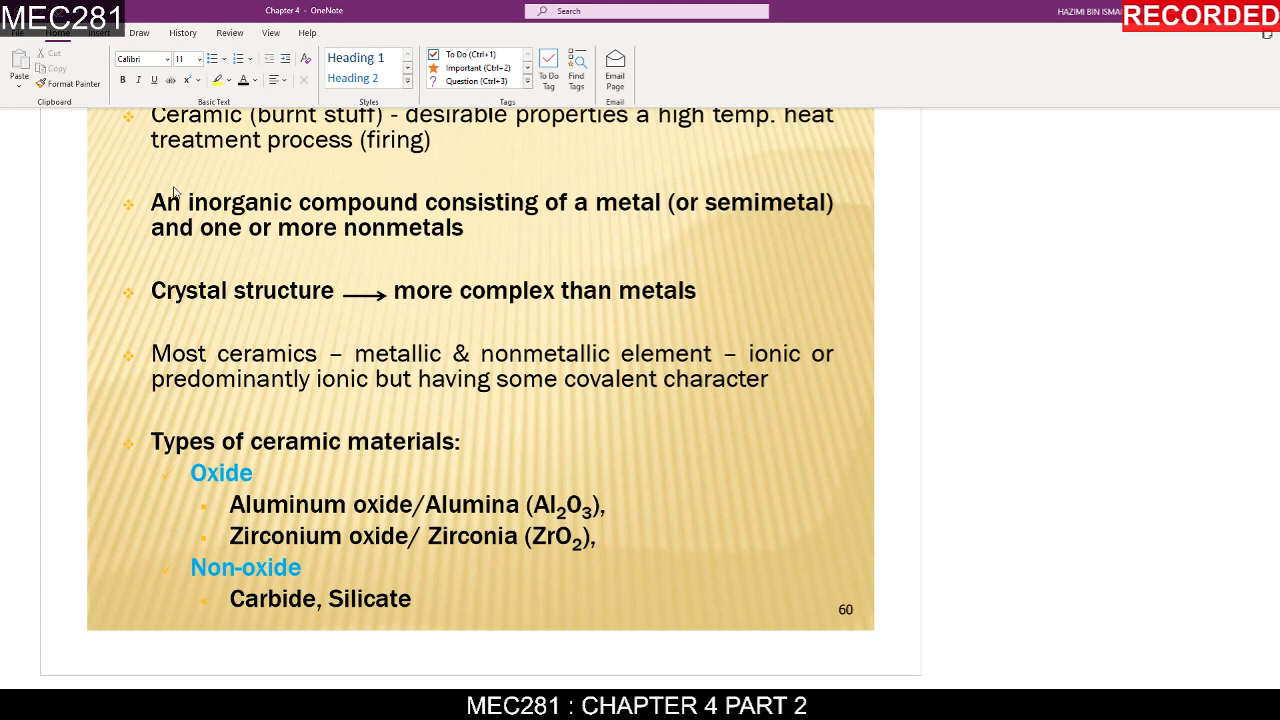 MEC281
Chapter 4 - OneNote
Search
HAZIMI BIN ISMA
RECORDED
File Home Insert Draw History Review View Help
Paste
Cut
Copy
Format Painter
Clipboard
Calibri 11
B I U ab x
Basic Text
Heading 1
Heading 2
Styles
To Do (Ctrl+1)
Important (Ctrl+2)
Question (Ctrl+3)
To Do
Tag
Find
Tags
Tags
Email
Page
Email
Ceramic (burnt stuff) - desirable properties a high temp. heat
treatment process (firing)
An inorganic compound consisting of a metal (or semimetal)
and one or more nonmetals
Crystal structure → more complex than metals
Most ceramics – metallic & nonmetallic element – ionic or
predominantly ionic but having some covalent character
Types of ceramic materials:
Oxide
Aluminum oxide/Alumina (Al₂O₃),
Zirconium oxide/ Zirconia (ZrO₂),
Non-oxide
Carbide, Silicate
60
MEC281 : CHAPTER 4 PART 2